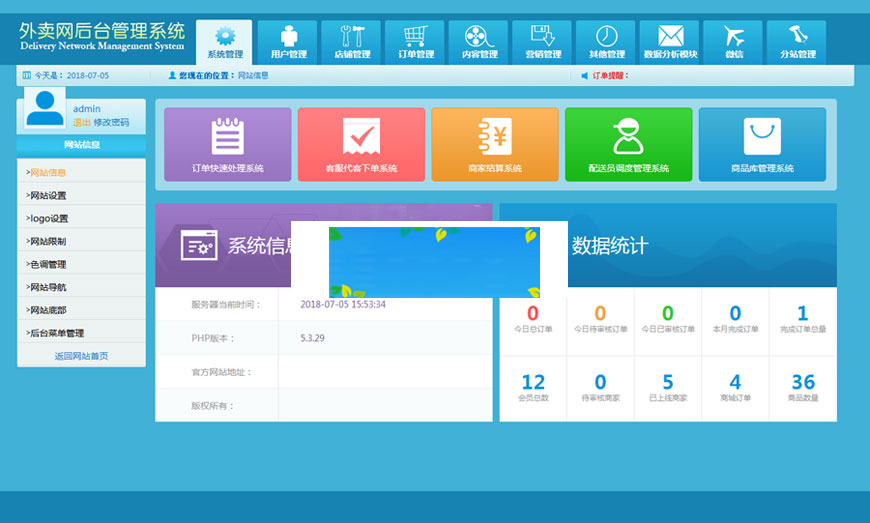 外卖网后台管理系统
Delivery Network Management System
系统管理 用户管理 店铺管理 订单管理 内容管理 营销管理 其他管理 数据分析模块 微信 分站管理
今天是：2018-07-05 您现在的位置：网站信息 订单提醒：
admin
退出 修改密码
网站信息
>网站信息
>网站设置
>logo设置
>网站限制
>色调管理
>网站导航
>网站底部
>后台菜单管理
返回网站首页
订单快速处理系统 客服代客下单系统 商家结算系统 配送员调度管理系统 商品库管理系统
系统信息
服务器当前时间： 2018-07-05 15:53:34
PHP版本： 5.3.29
官方网站地址：
版权所有：
数据统计
0 0 0 0 1
今日总订单 今日待审核订单 今日已审核订单 本月完成订单 完成订单总量
12 0 5 4 36
会员总数 待审核商家 已上线商家 商城订单 商品数量